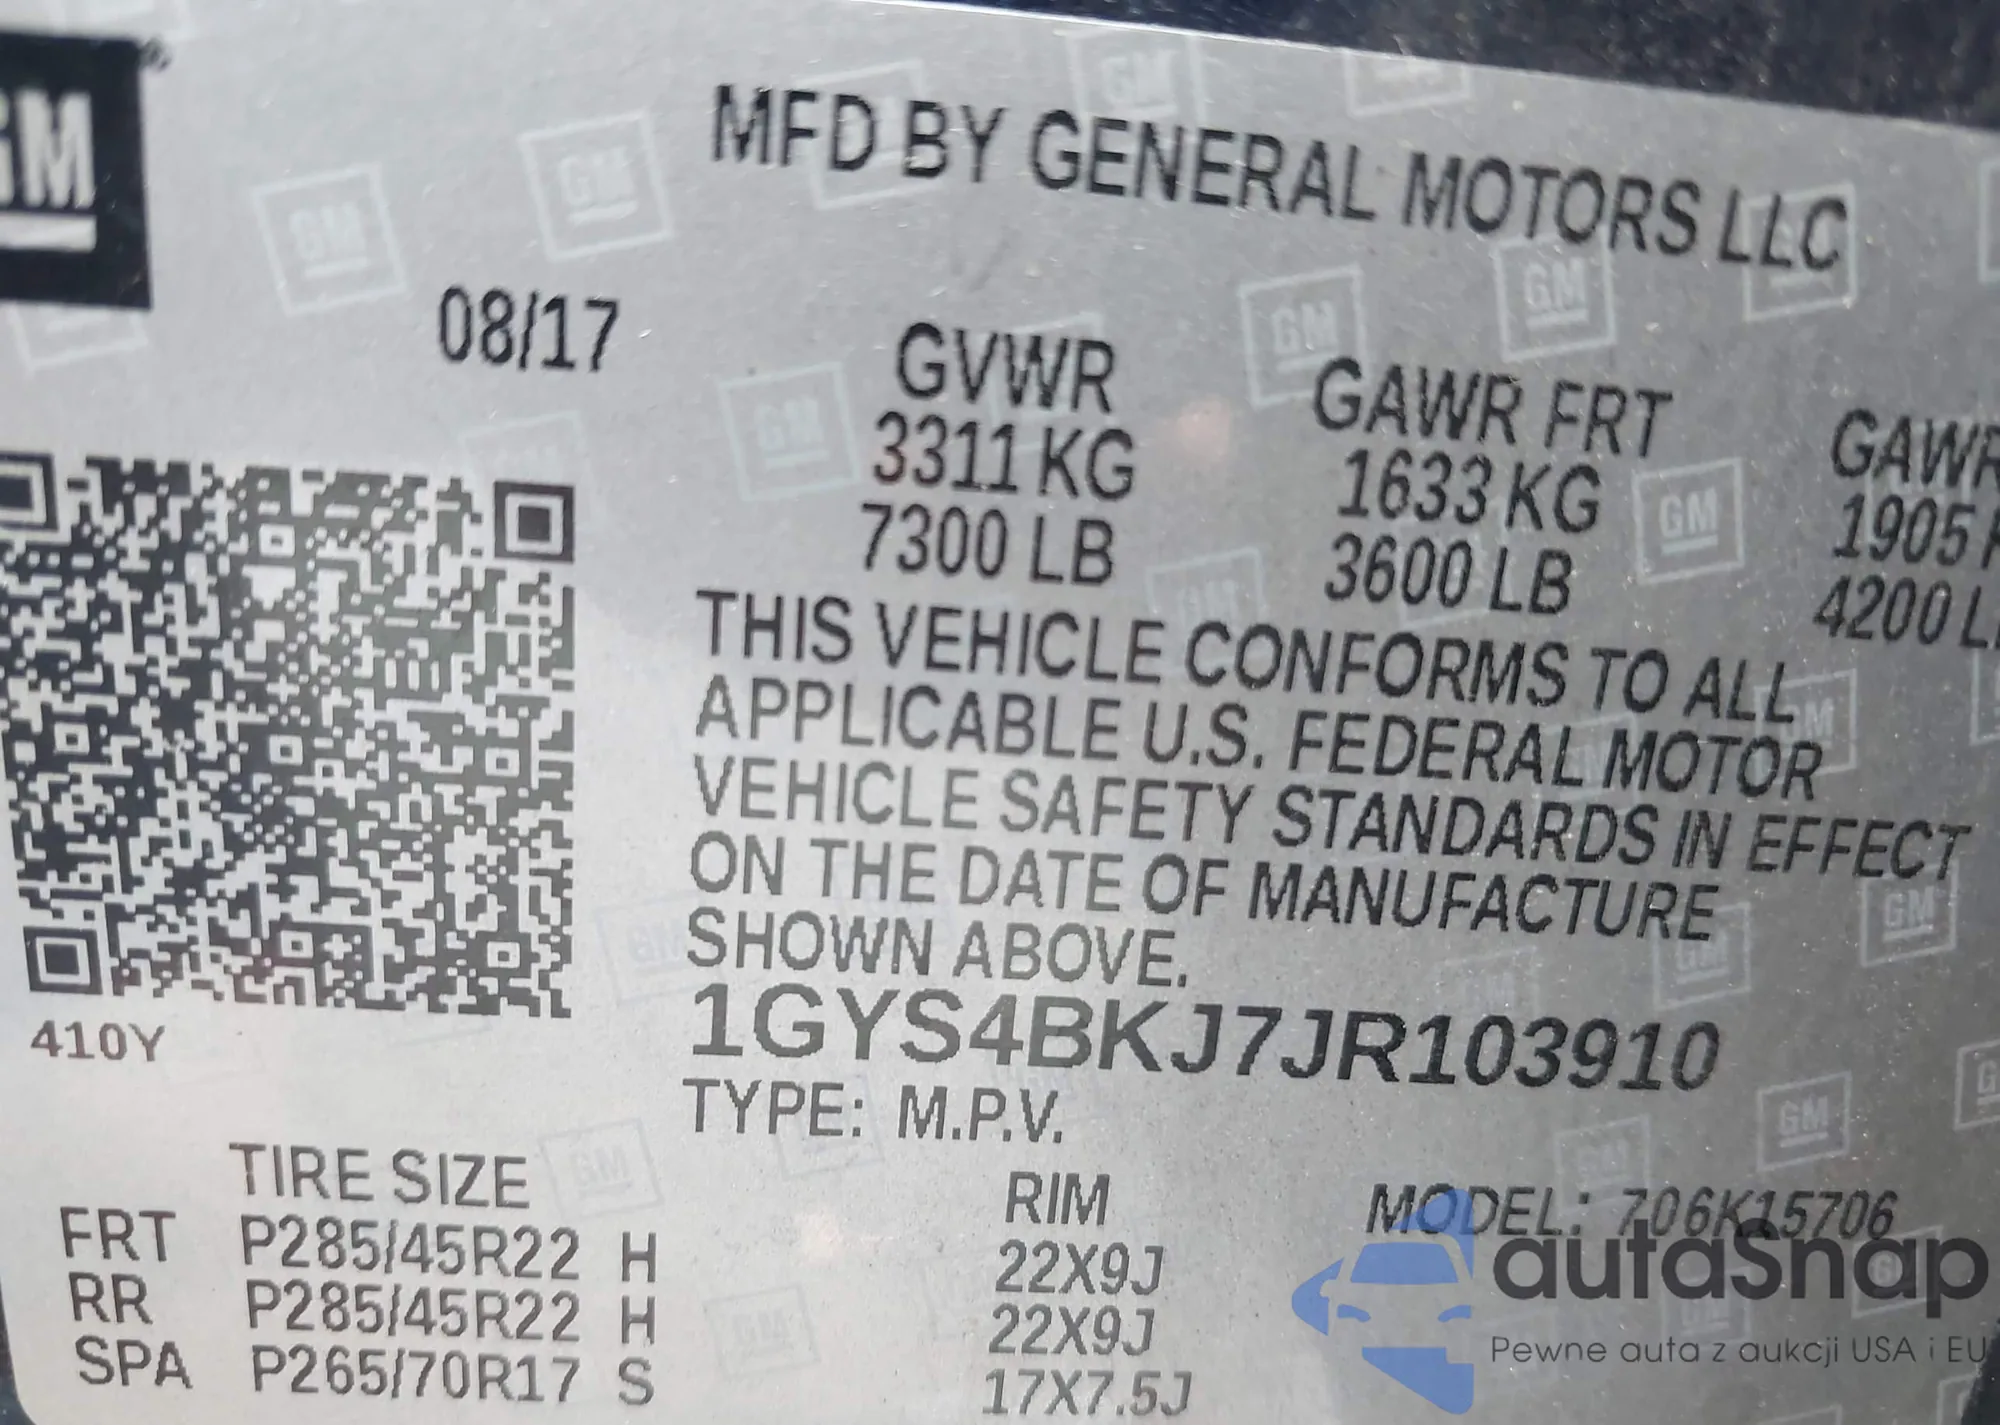 GM
MFD BY GENERAL MOTORS LLC
08/17
GVWR GAWR FRT GAWR
3311 KG 1633 KG 1905
7300 LB 3600 LB 4200
THIS VEHICLE CONFORMS TO ALL
APPLICABLE U.S. FEDERAL MOTOR
VEHICLE SAFETY STANDARDS IN EFFECT
ON THE DATE OF MANUFACTURE
SHOWN ABOVE.
1GYS4BKJ7JR103910
410Y
TYPE: M.P.V.
TIRE SIZE RIM MODEL: 706K15706
FRT P285/45R22 H 22X9J
RR P285/45R22 H 22X9J
SPA P265/70R17 S 17X7.5J
autaSnap
Pewne auta z aukcji USA i EU